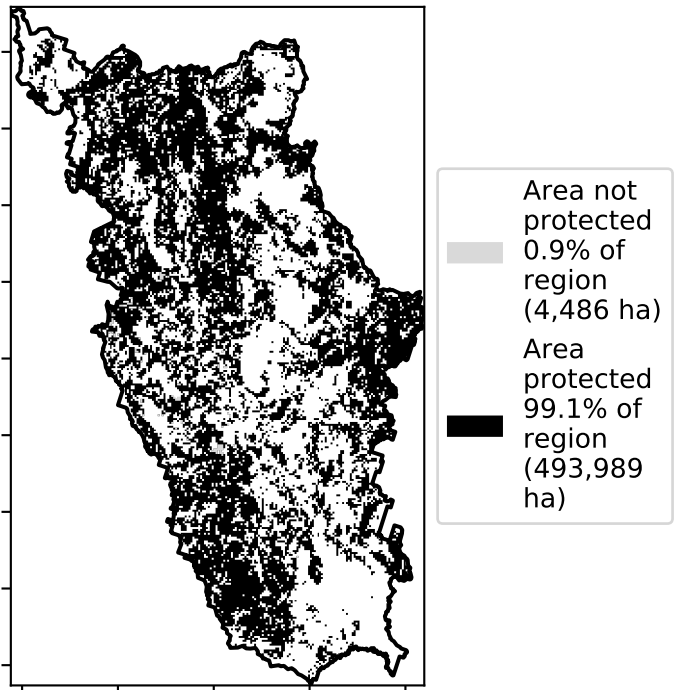 Area not
protected
0.9% of
region
(4,486 ha)
Area
protected
99.1% of
region
(493,989
ha)